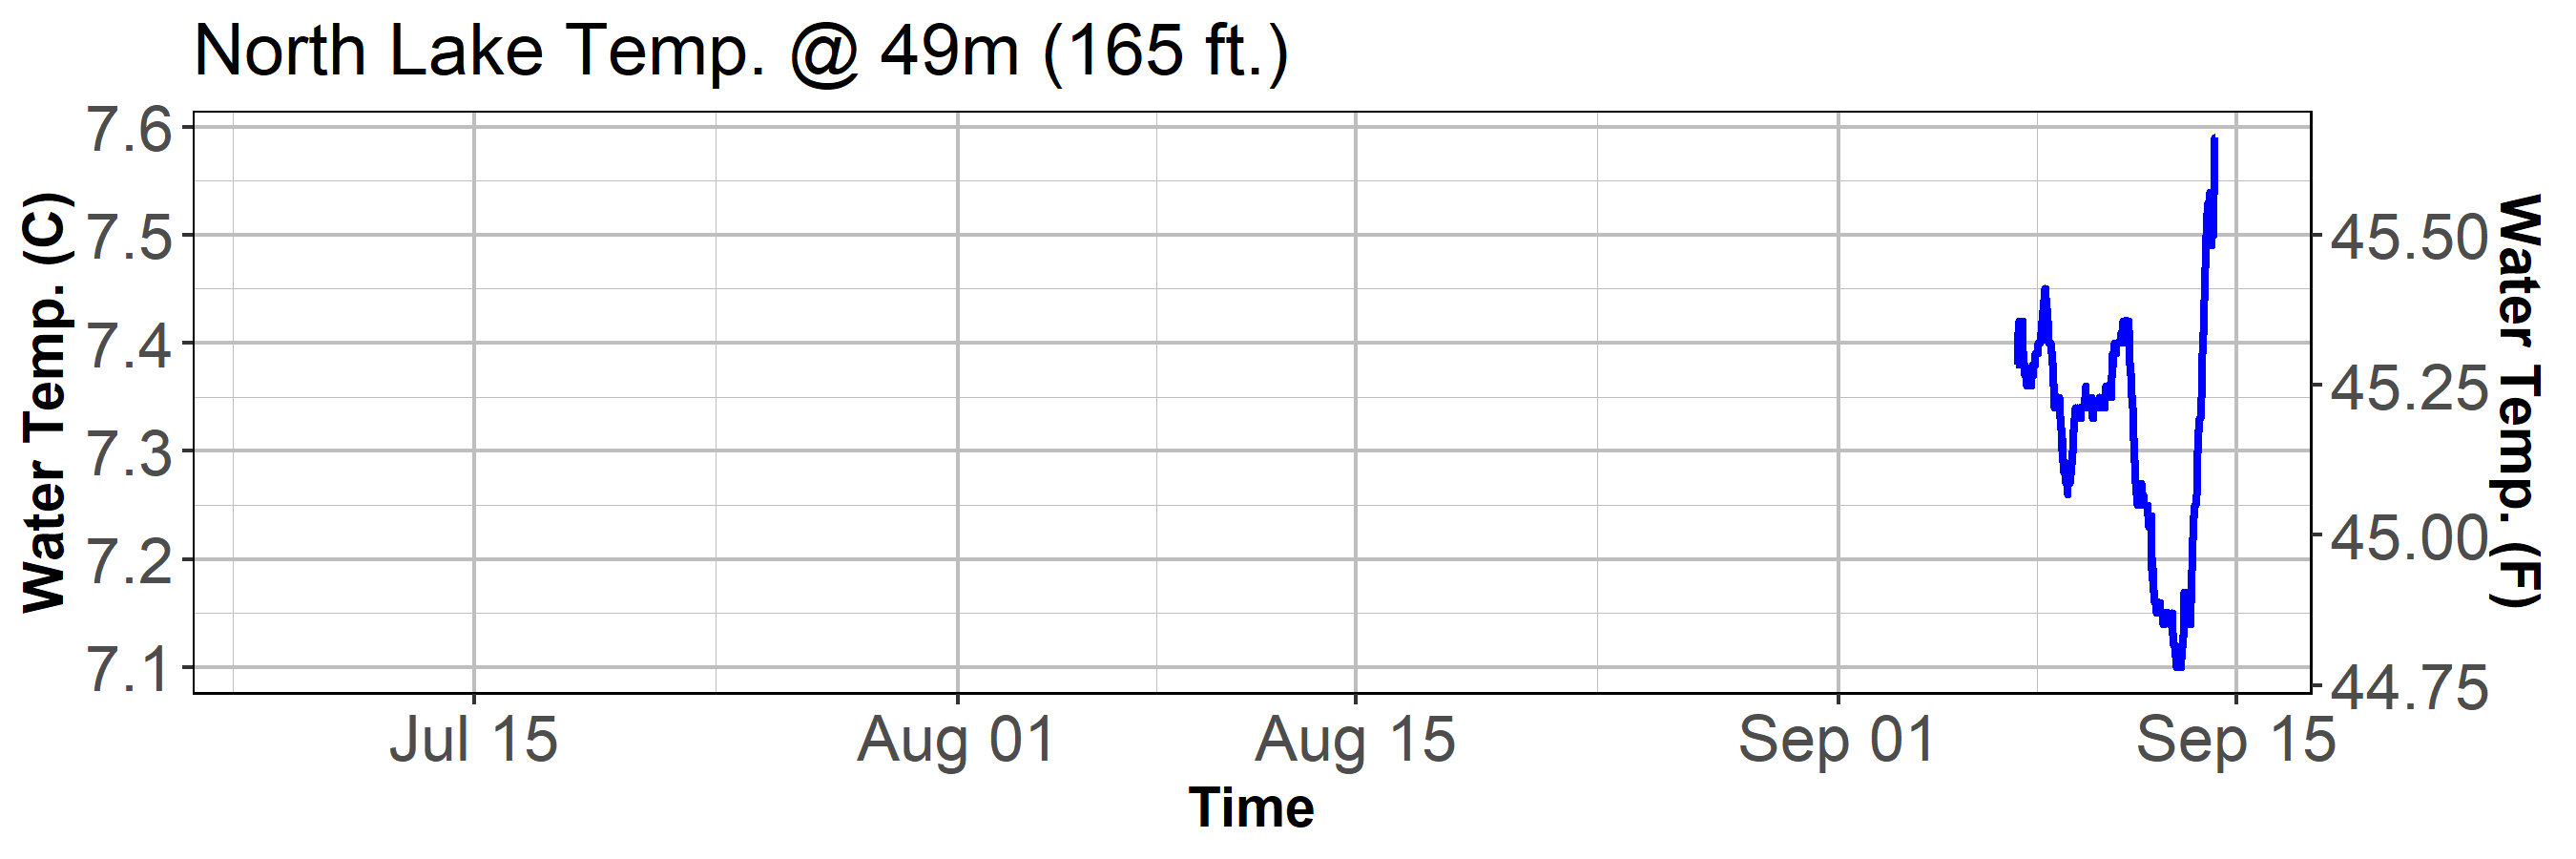 North Lake Temp. @ 49m (165 ft.)
Water Temp. (C)
7.6
7.5
7.4
7.3
7.2
7.1
45.50
45.25
45.00
44.75
Water Temp. (F)
Jul 15 Aug 01 Aug 15 Sep 01 Sep 15
Time